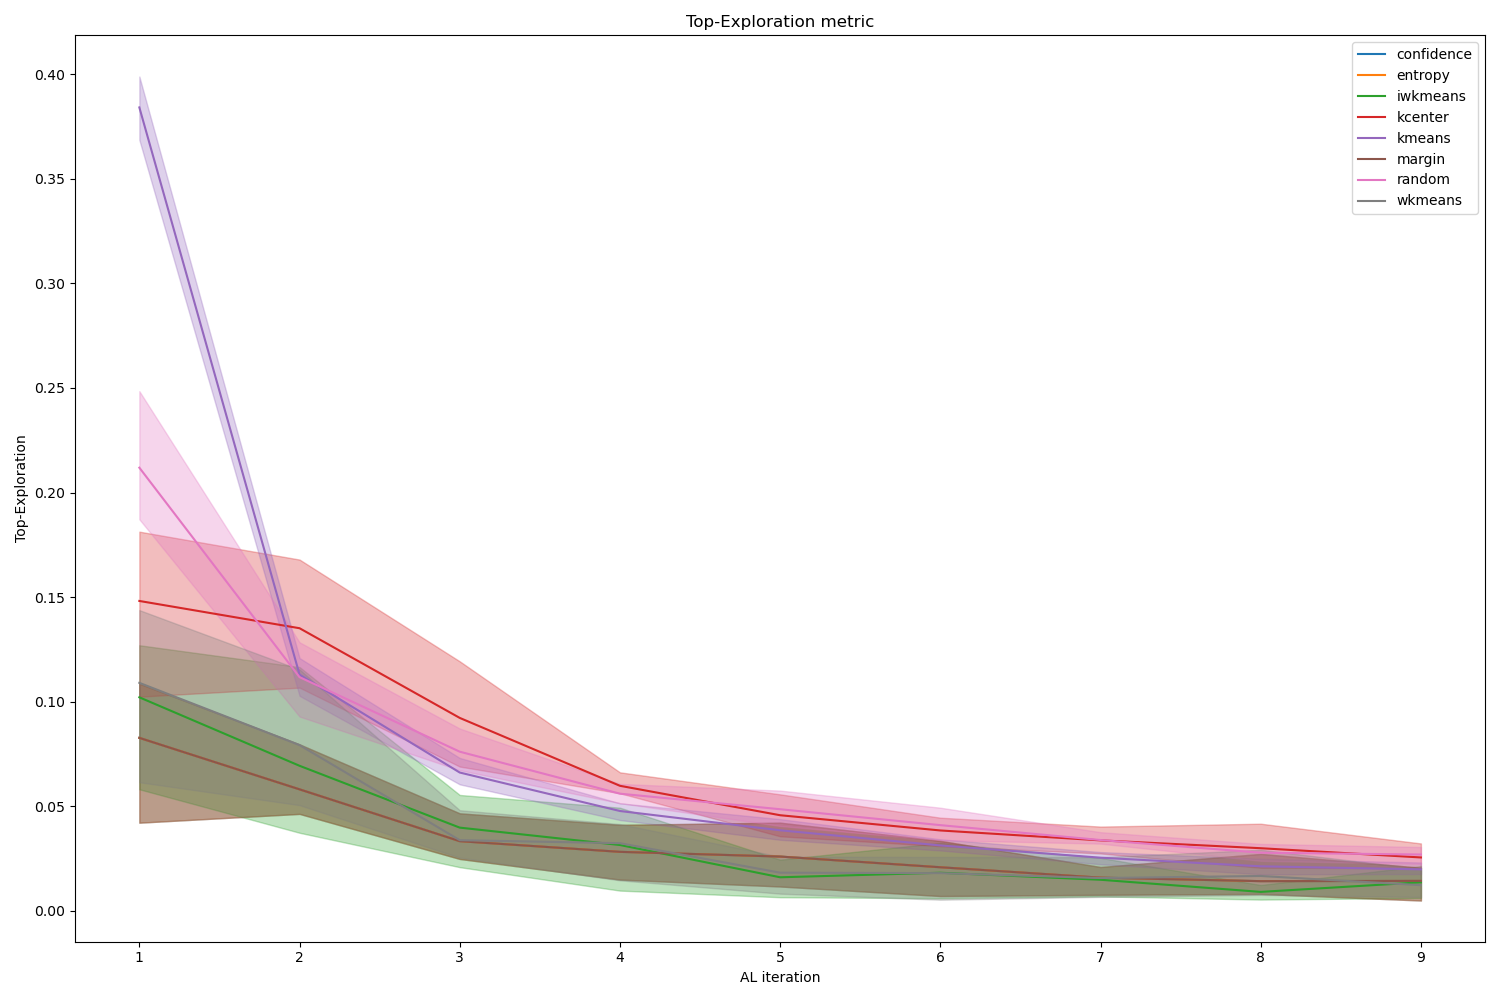 Top-Exploration metric
confidence
entropy
iwkmeans
kcenter
kmeans
margin
random
wkmeans
Top-Exploration
0.40
0.35
0.30
0.25
0.20
0.15
0.10
0.05
0.00
1 2 3 4 5 6 7 8 9
AL iteration